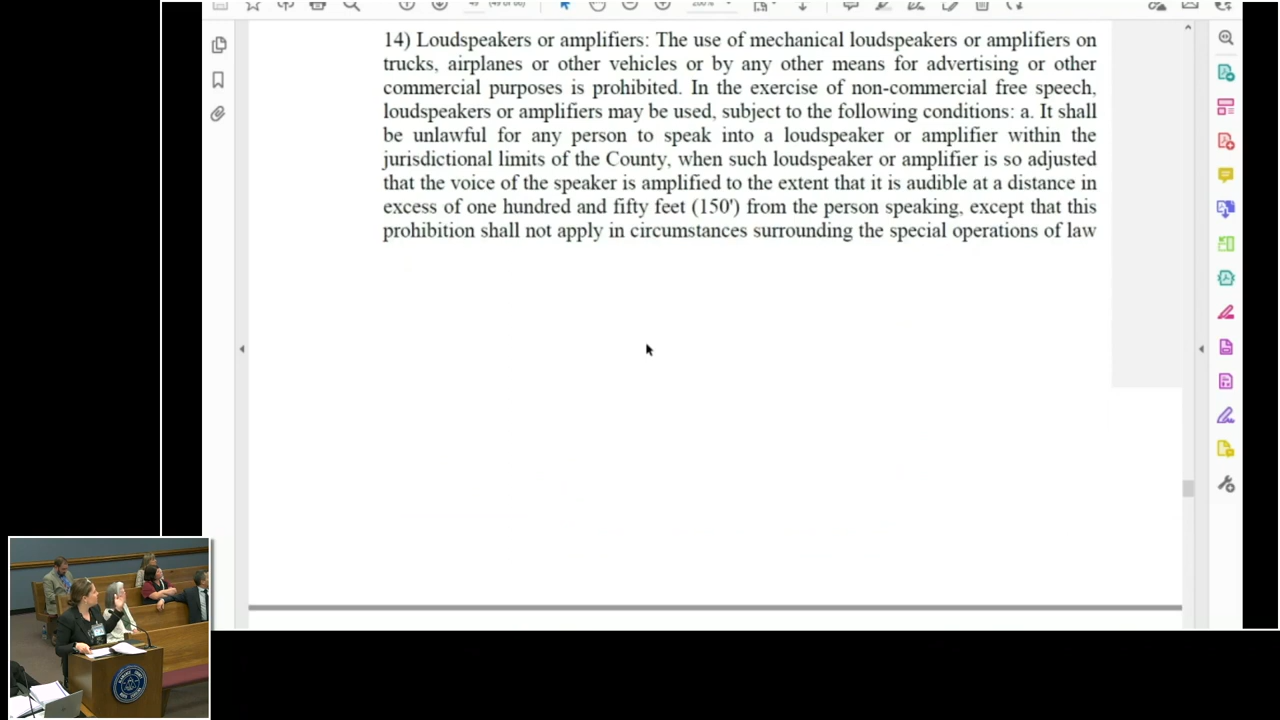 14) Loudspeakers or amplifiers: The use of mechanical loudspeakers or amplifiers on
trucks, airplanes or other vehicles or by any other means for advertising or other
commercial purposes is prohibited. In the exercise of non-commercial free speech,
loudspeakers or amplifiers may be used, subject to the following conditions: a. It shall
be unlawful for any person to speak into a loudspeaker or amplifier within the
jurisdictional limits of the County, when such loudspeaker or amplifier is so adjusted
that the voice of the speaker is amplified to the extent that it is audible at a distance in
excess of one hundred and fifty feet (150') from the person speaking, except that this
prohibition shall not apply in circumstances surrounding the special operations of law